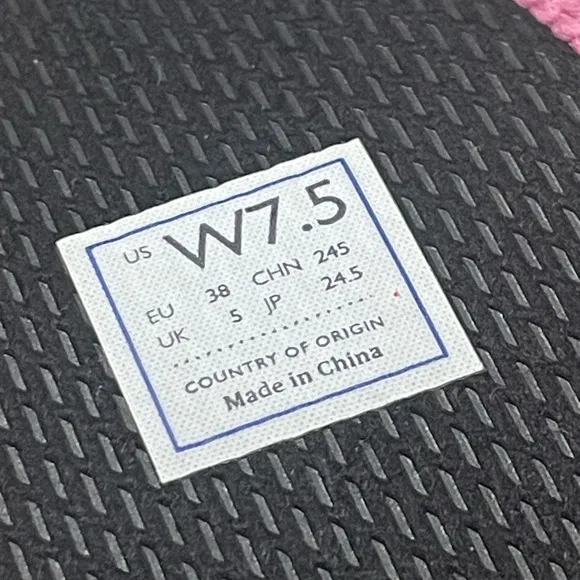 US W7.5
EU 38 CHN 245
UK 5 JP 24.5
COUNTRY OF ORIGIN
Made in China